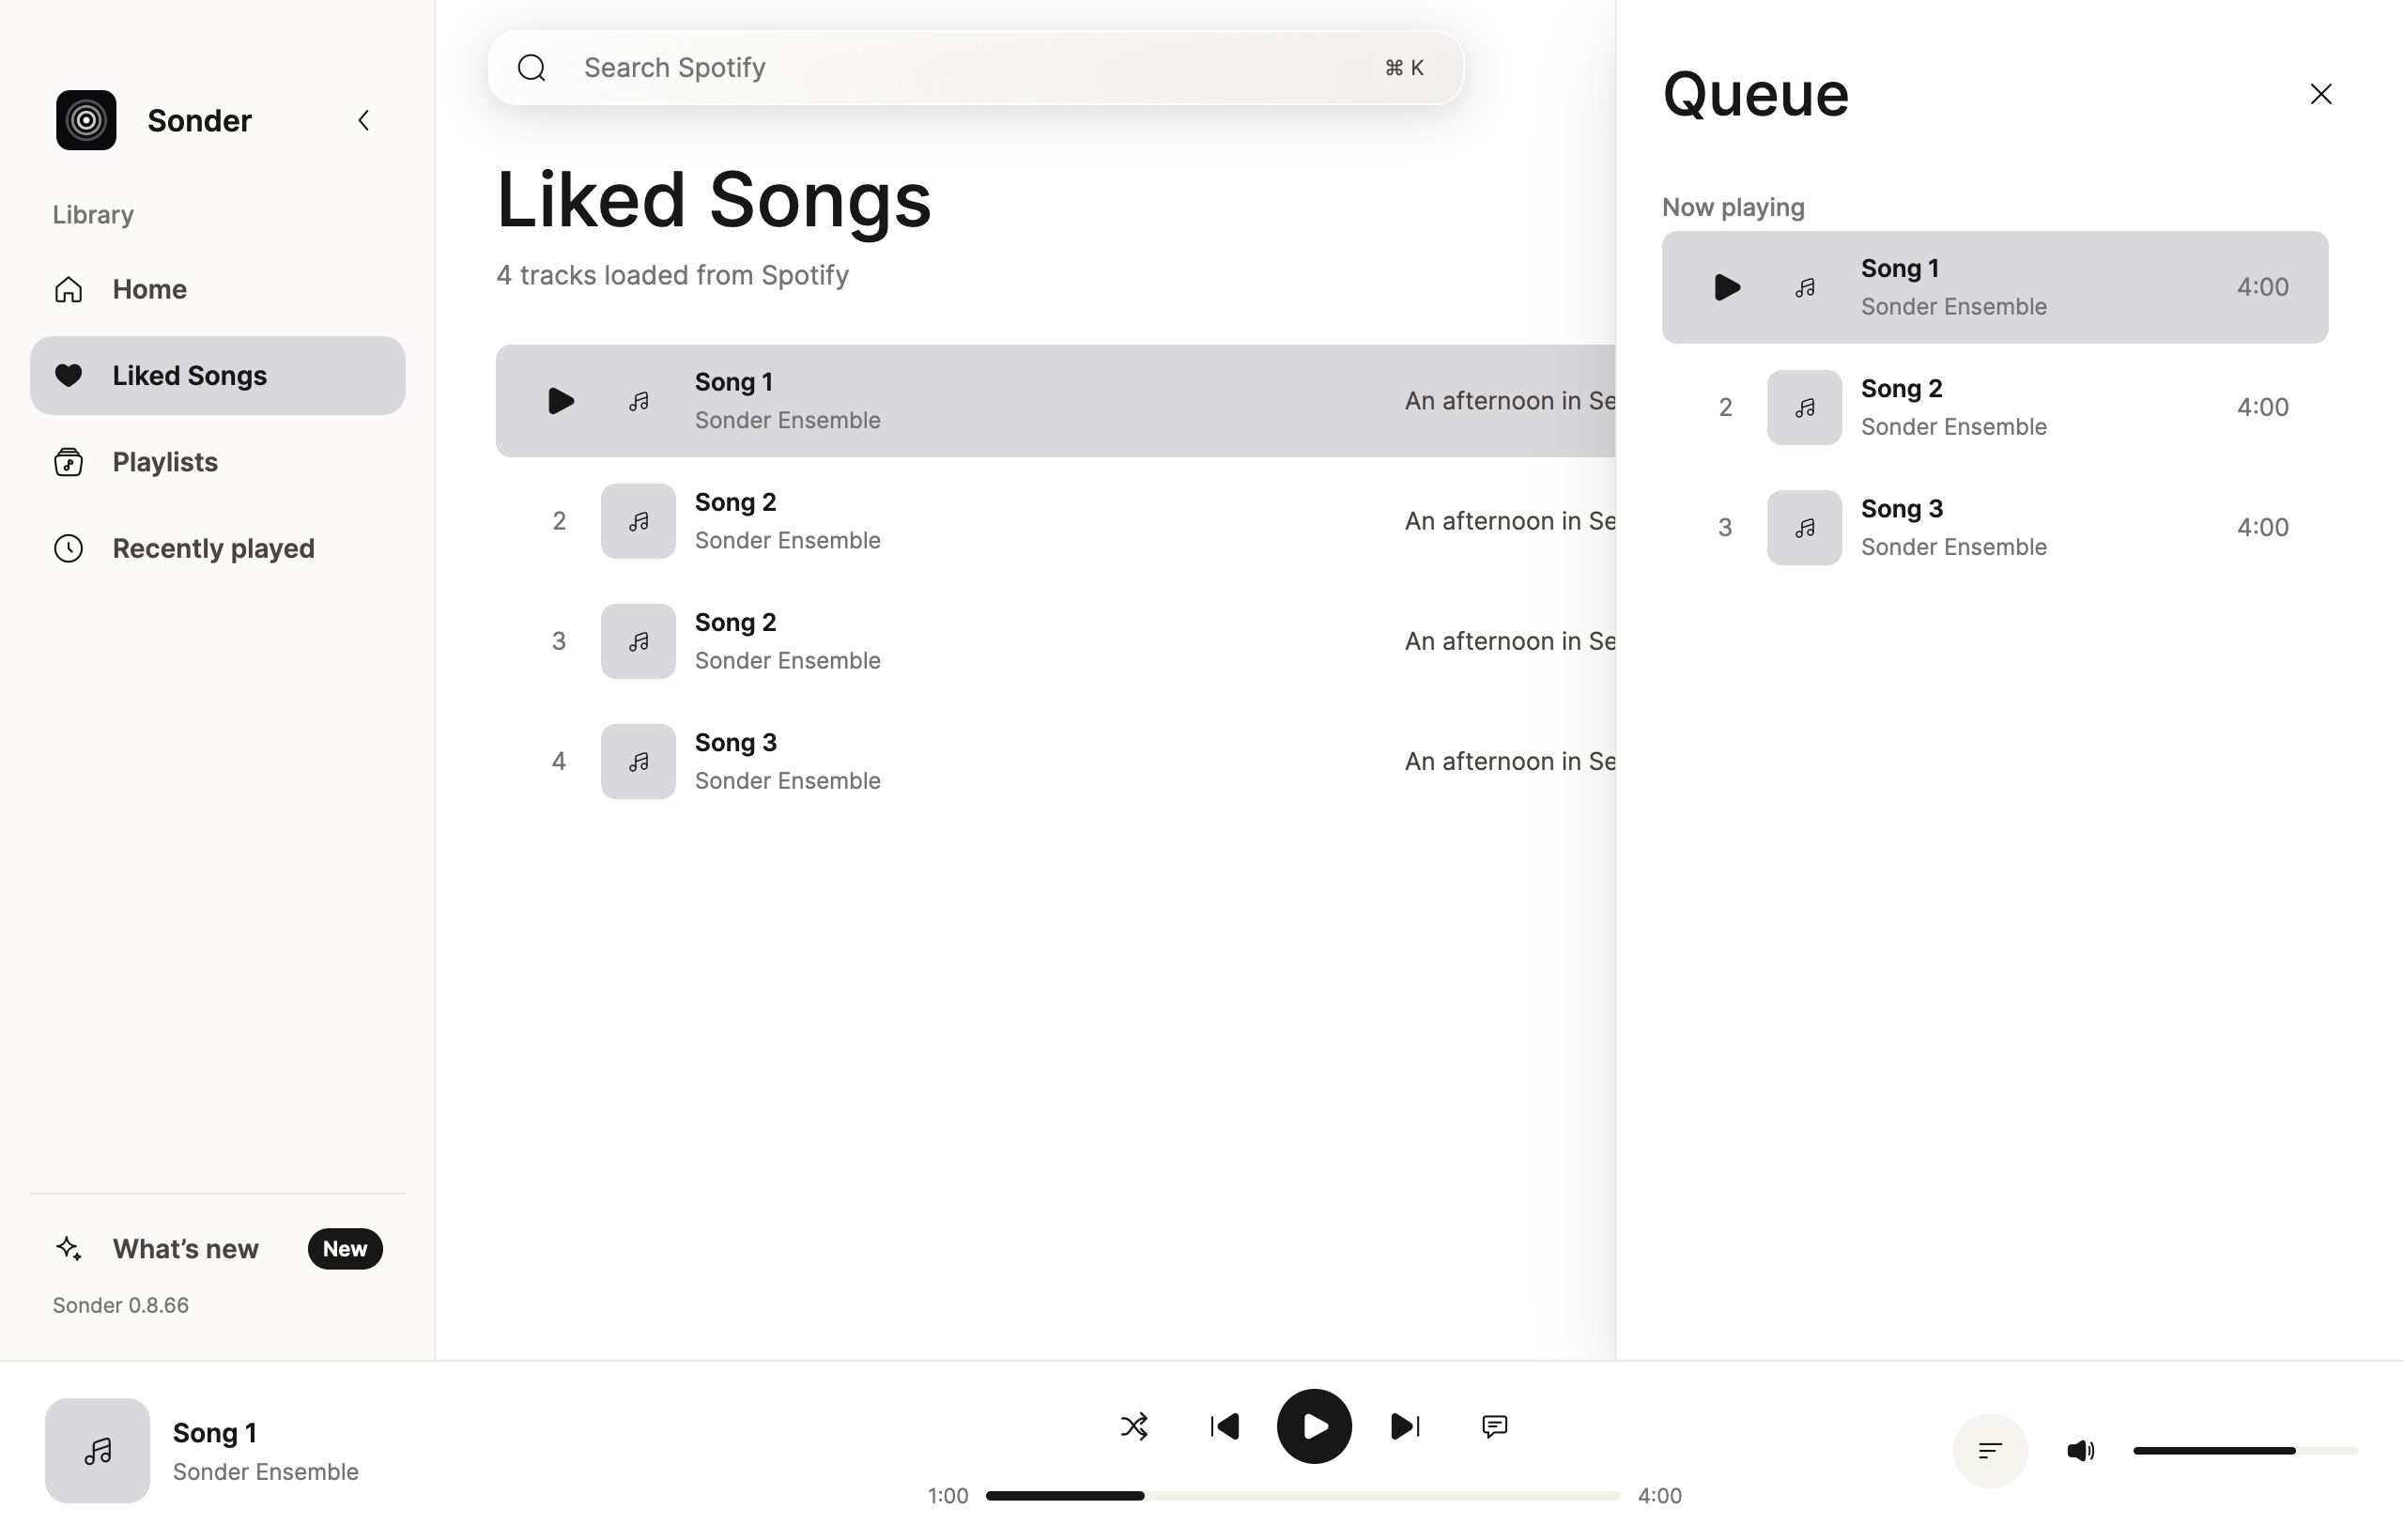 Sonder
Library
Home
Liked Songs
Playlists
Recently played
What’s new
New
Sonder 0.8.66
Search Spotify
⌘ K
Liked Songs
4 tracks loaded from Spotify
Song 1
Sonder Ensemble
An afternoon in Se
2
Song 2
Sonder Ensemble
An afternoon in Se
3
Song 2
Sonder Ensemble
An afternoon in Se
4
Song 3
Sonder Ensemble
An afternoon in Se
Queue
Now playing
Song 1
Sonder Ensemble
4:00
2
Song 2
Sonder Ensemble
4:00
3
Song 3
Sonder Ensemble
4:00
Song 1
Sonder Ensemble
1:00
4:00